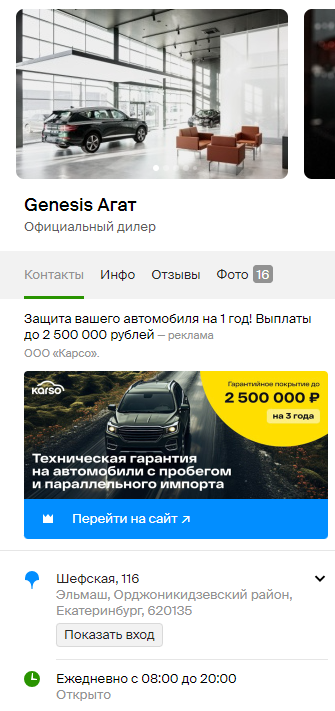 Genesis Агат
Официальный дилер
Контакты Инфо Отзывы Фото 16
Защита вашего автомобиля на 1 год! Выплаты
до 2 500 000 рублей — реклама
ООО «Карсо».
karso
Гарантийное покрытие до
2 500 000 ₽
на 3 года
Техническая гарантия
на автомобили с пробегом
и параллельного импорта
Перейти на сайт ↗
Шефская, 116
Эльмаш, Орджоникидзевский район,
Екатеринбург, 620135
Показать вход
Ежедневно с 08:00 до 20:00
Открыто